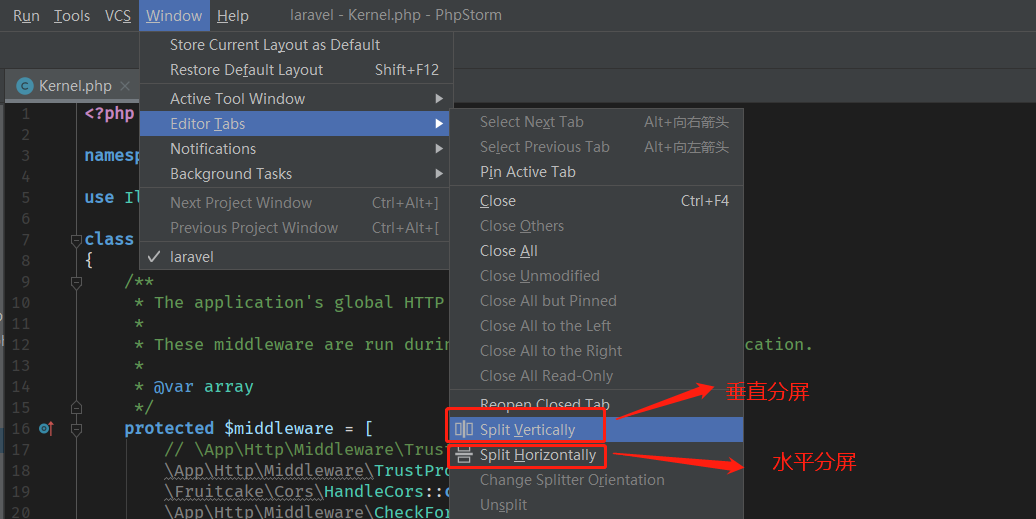 Run Tools VCS Window Help laravel - Kernel.php - PhpStorm
Store Current Layout as Default
Restore Default Layout Shift+F12
Kernel.php
Active Tool Window
Editor Tabs
Notifications
Background Tasks
Next Project Window Ctrl+Alt+]
Previous Project Window Ctrl+Alt+[
laravel
Select Next Tab Alt+向右箭头
Select Previous Tab Alt+向左箭头
Pin Active Tab
Close Ctrl+F4
Close Others
Close All
Close Unmodified
Close All but Pinned
Close All to the Left
Close All to the Right
Close All Read-Only
Reopen Closed Tab
Split Vertically
Split Horizontally
Change Splitter Orientation
Unsplit
垂直分屏
水平分屏
1 <?php
2
3 namesp
4
5 use Il
6
7 class
8 {
9 /**
10 * The application's global HTTP
11 *
12 * These middleware are run durin cation.
13 *
14 * @var array
15 */
16 protected $middleware = [
17 // \App\Http\Middleware\Trust
18 \App\Http\Middleware\TrustPro
19 \Fruitcake\Cors\HandleCors::c
20 \App\Http\Middleware\CheckFor